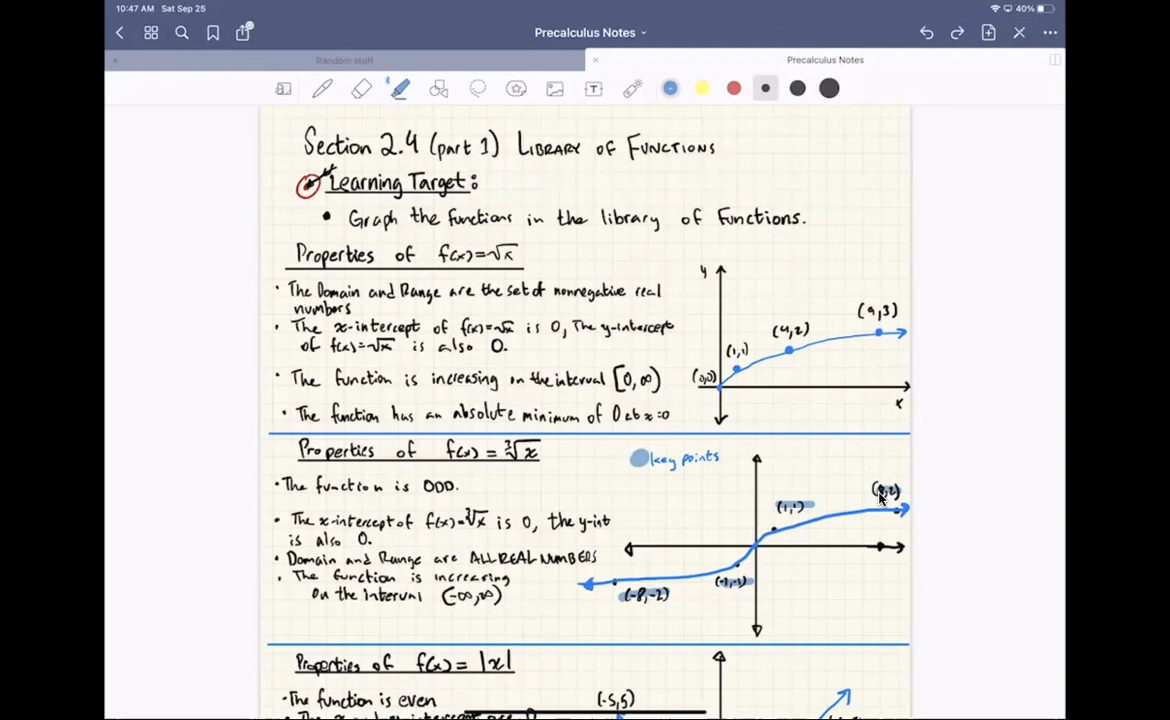 10:47 AM Sat Sep 25
40%
Precalculus Notes
Random stuff
Precalculus Notes
Section 2.4 (part 1) LIBRARY OF FUNCTIONS
Learning Target:
• Graph the functions in the library of Functions.
Properties of f(x)=√x
• The Domain and Range are the set of nonnegative real
numbers
• The x-intercept of f(x)=√x is 0, The y-intercept
of f(x)=√x is also 0.
• The function is increasing on the interval [0,∞)
• The function has an absolute minimum of 0 at x=0
y
(0,0)
(1,1)
(4,2)
(9,3)
x
Properties of f(x) = ∛x
key points
• The function is ODD.
• The x-intercept of f(x)=∛x is 0, the y-int
is also 0.
• Domain and Range are ALL REAL NUMBERS
• The function is increasing
on the interval (-∞,∞)
(1,1)
(-1,-1)
(-8,-2)
Properties of f(x) = |x|
• The function is even
(-5,5)